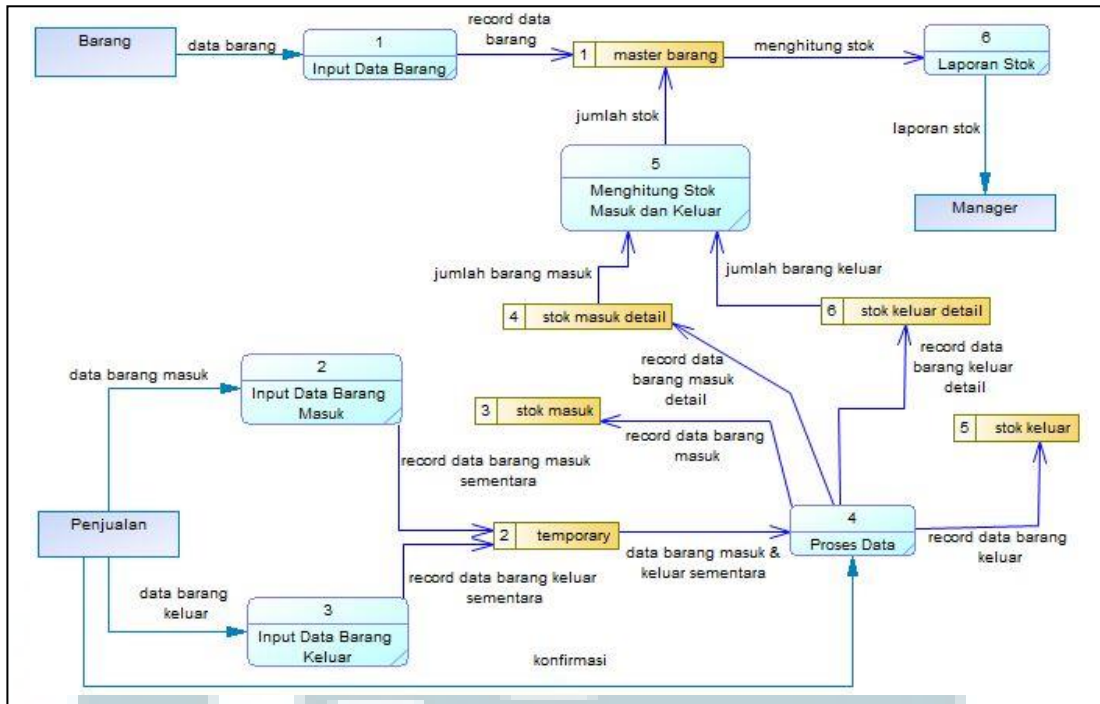 Barang
data barang
1
Input Data Barang
record data
barang
1 master barang
menghitung stok
6
Laporan Stok
laporan stok
Manager
jumlah stok
5
Menghitung Stok
Masuk dan Keluar
jumlah barang masuk
jumlah barang keluar
4 stok masuk detail
6 stok keluar detail
record data
barang masuk
detail
record data
barang keluar
detail
data barang masuk
2
Input Data Barang
Masuk
3 stok masuk
record data barang
masuk
5 stok keluar
record data barang masuk
sementara
Penjualan
2 temporary
data barang masuk &
keluar sementara
4
Proses Data
record data barang
keluar
record data barang keluar
sementara
data barang
keluar
3
Input Data Barang
Keluar
konfirmasi